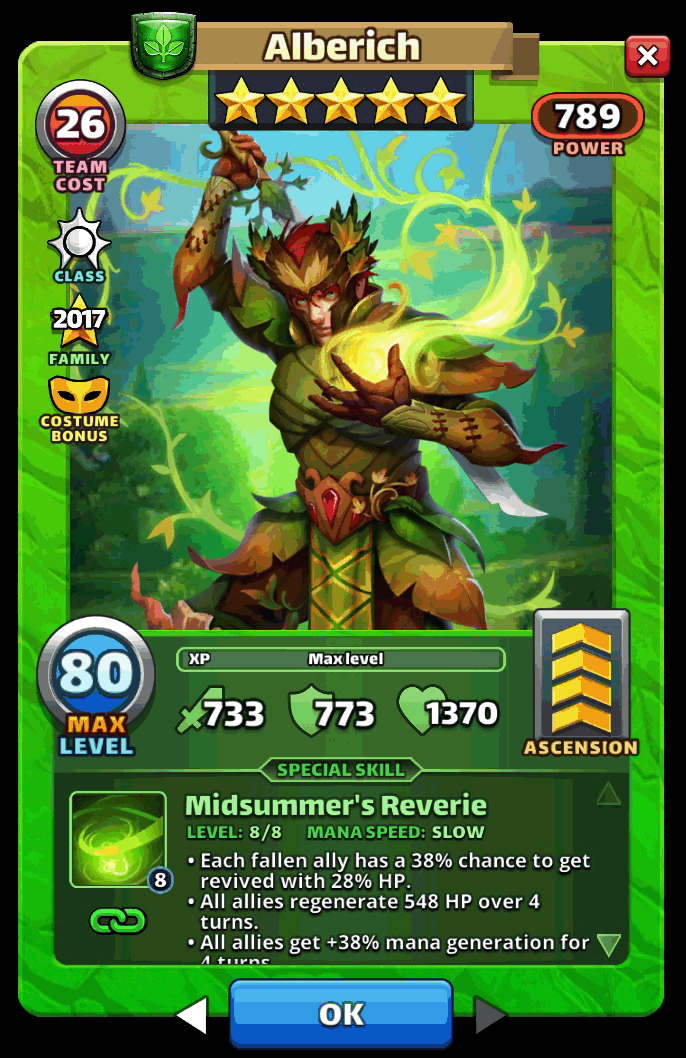 Alberich
26
TEAM
COST
789
POWER
CLASS
2017
FAMILY
COSTUME
BONUS
80
MAX
LEVEL
XP Max level
733 773 1370
ASCENSION
SPECIAL SKILL
Midsummer's Reverie
LEVEL: 8/8 MANA SPEED: SLOW
8
• Each fallen ally has a 38% chance to get
revived with 28% HP.
• All allies regenerate 548 HP over 4
turns.
• All allies get +38% mana generation for
4 turns
OK